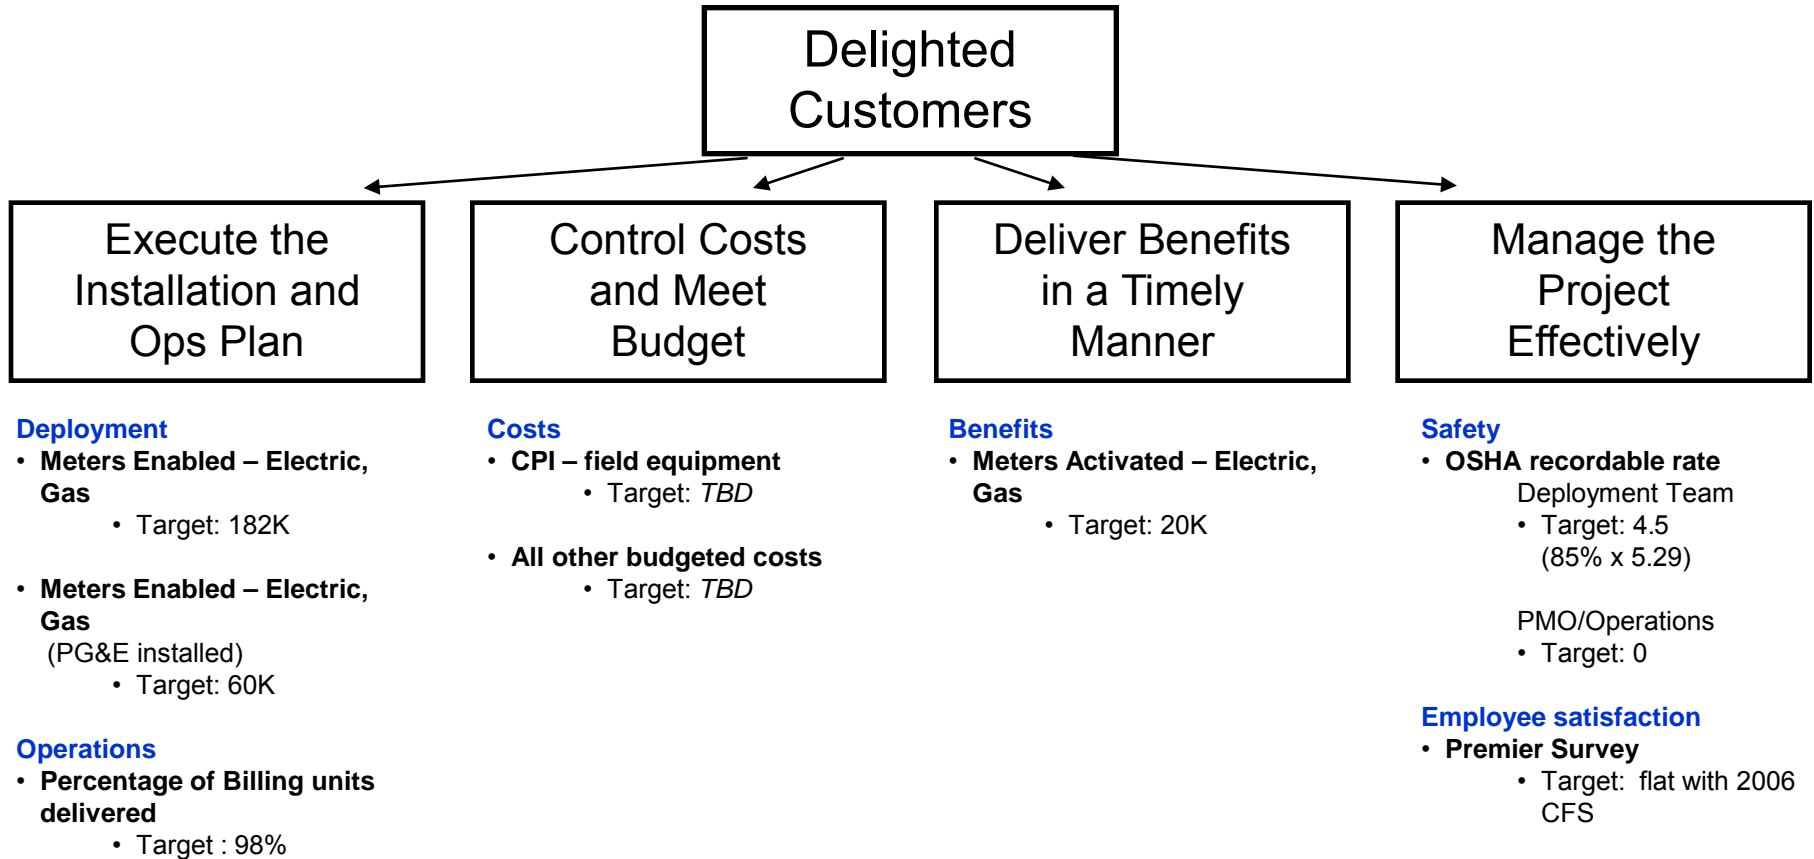 Delighted
Customers
Execute the
Installation and
Ops Plan
Control Costs
and Meet
Budget
Deliver Benefits
in a Timely
Manner
Manage the
Project
Effectively
Deployment
• Meters Enabled – Electric,
Gas
• Target: 182K
• Meters Enabled – Electric,
Gas
(PG&E installed)
• Target: 60K
Operations
• Percentage of Billing units
delivered
• Target : 98%
Costs
• CPI – field equipment
• Target: TBD
• All other budgeted costs
• Target: TBD
Benefits
• Meters Activated – Electric,
Gas
• Target: 20K
Safety
• OSHA recordable rate
Deployment Team
• Target: 4.5
(85% x 5.29)
PMO/Operations
• Target: 0
Employee satisfaction
• Premier Survey
• Target:  flat with 2006
CFS